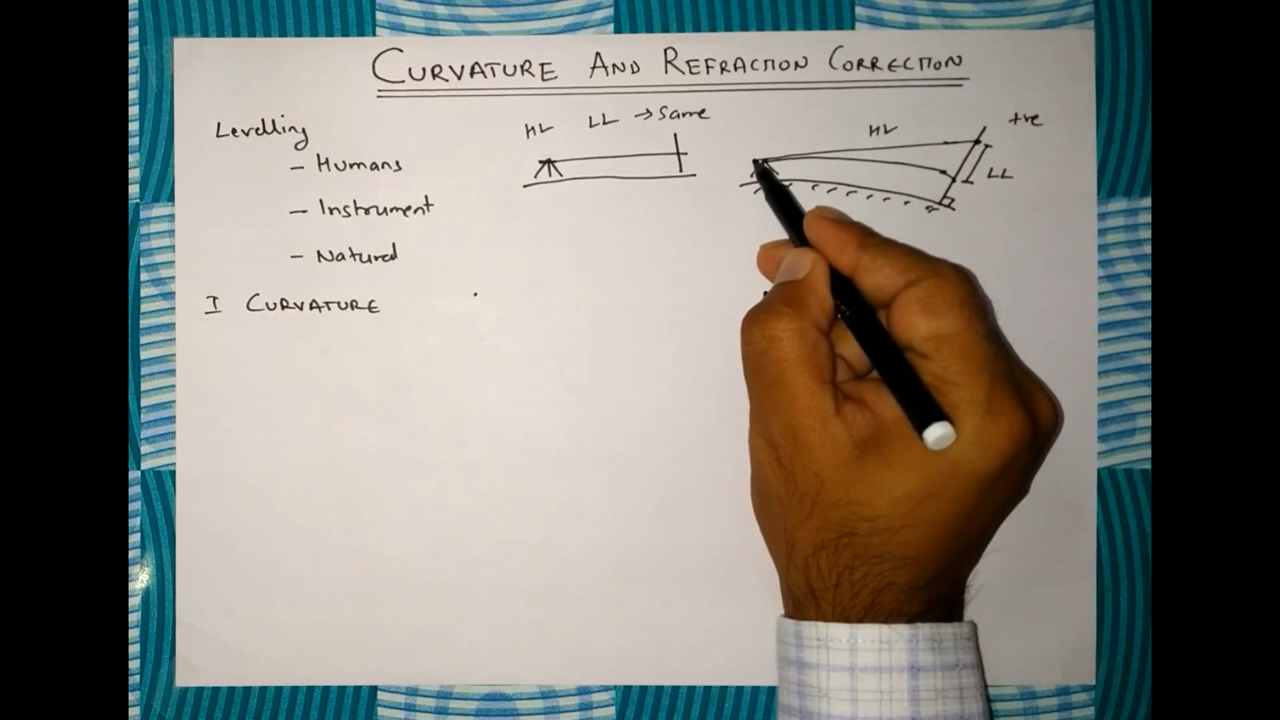 CURVATURE AND REFRACTION CORRECTION
Levelling
- Humans
- Instrument
- Natural
HL LL → Same
HL +ve
LL
I CURVATURE